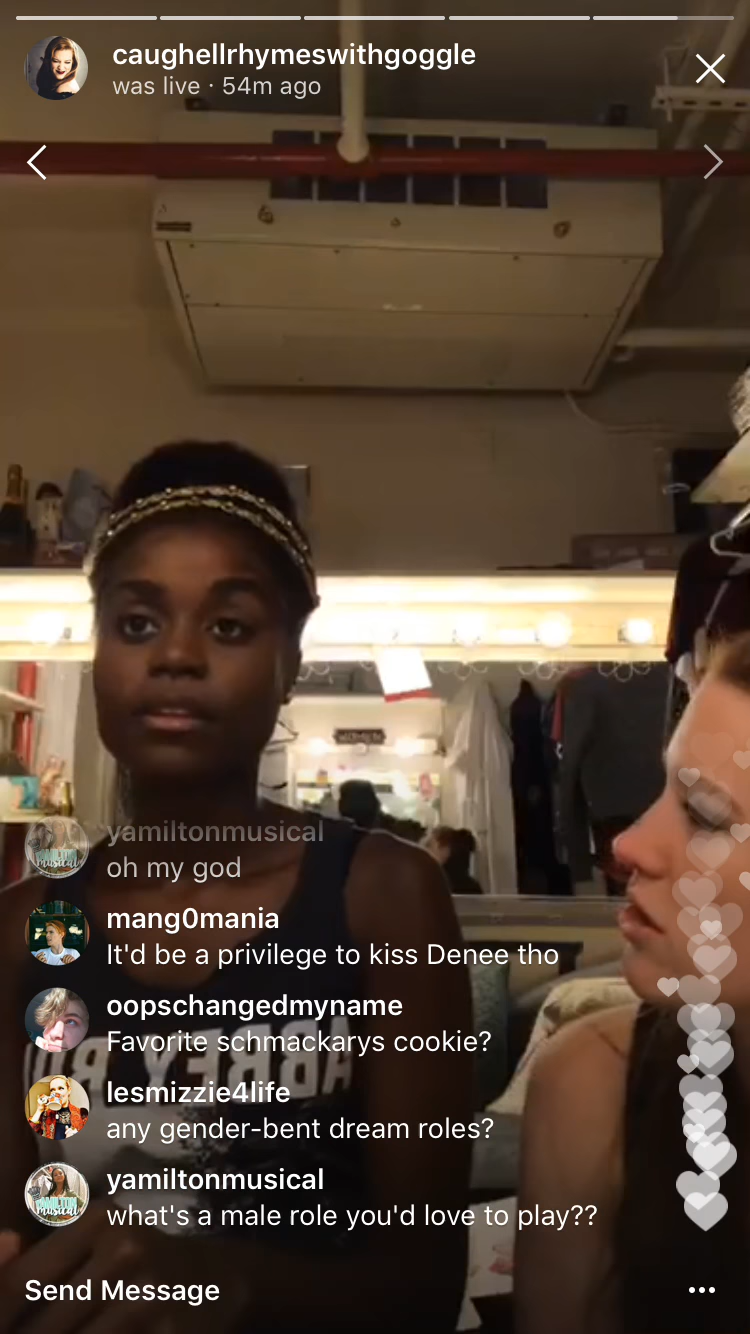 caughellrhymeswithgoggle
was live · 54m ago
yamiltonmusical
oh my god
mang0mania
It'd be a privilege to kiss Denee tho
oopschangedmyname
Favorite schmackarys cookie?
lesmizzie4life
any gender-bent dream roles?
yamiltonmusical
what's a male role you'd love to play??
ABBEY
Send Message